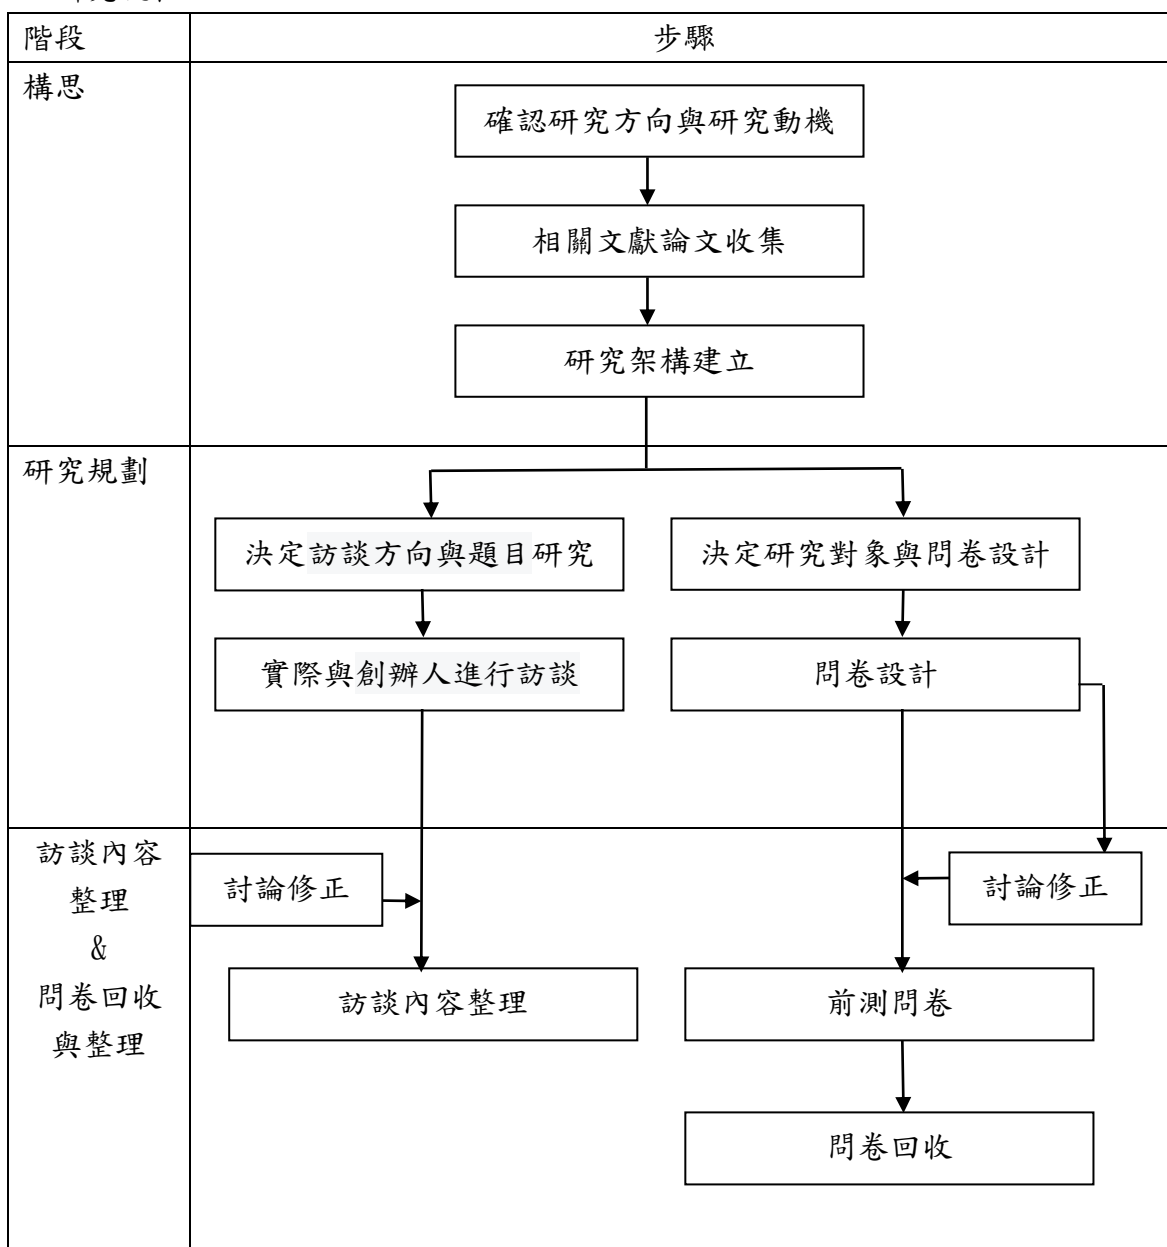 階段
步驟
構思
確認研究方向與研究動機
相關文獻論文收集
研究架構建立
研究規劃
決定訪談方向與題目研究
決定研究對象與問卷設計
實際與創辦人進行訪談
問卷設計
訪談內容
整理
&
問卷回收
與整理
討論修正
討論修正
訪談內容整理
前測問卷
問卷回收